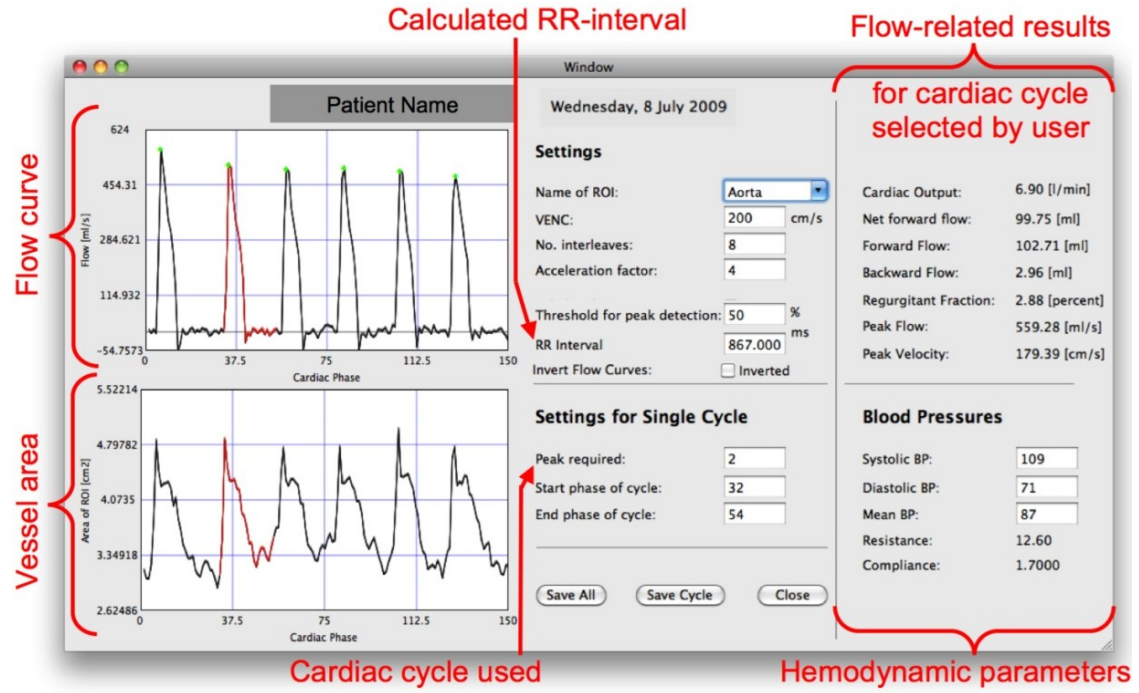 Calculated RR-interval
Flow-related results
for cardiac cycle
selected by user
Window
Patient Name
Wednesday, 8 July 2009
Flow curve
624
454.31
284.621
114.932
-54.7573
Flow [ml/s]
0 37.5 75 112.5 150
Cardiac Phase
Vessel area
5.52214
4.79782
4.0735
3.34918
2.62486
Area of ROI [cm2]
0 37.5 75 112.5 150
Cardiac Phase
Settings
Name of ROI: Aorta
VENC: 200 cm/s
No. interleaves: 8
Acceleration factor: 4
Threshold for peak detection: 50 %
RR Interval 867.000 ms
Invert Flow Curves: Inverted
Settings for Single Cycle
Peak required: 2
Start phase of cycle: 32
End phase of cycle: 54
Save All Save Cycle Close
Cardiac Output: 6.90 [l/min]
Net forward flow: 99.75 [ml]
Forward Flow: 102.71 [ml]
Backward Flow: 2.96 [ml]
Regurgitant Fraction: 2.88 [percent]
Peak Flow: 559.28 [ml/s]
Peak Velocity: 179.39 [cm/s]
Blood Pressures
Systolic BP: 109
Diastolic BP: 71
Mean BP: 87
Resistance: 12.60
Compliance: 1.7000
Cardiac cycle used
Hemodynamic parameters